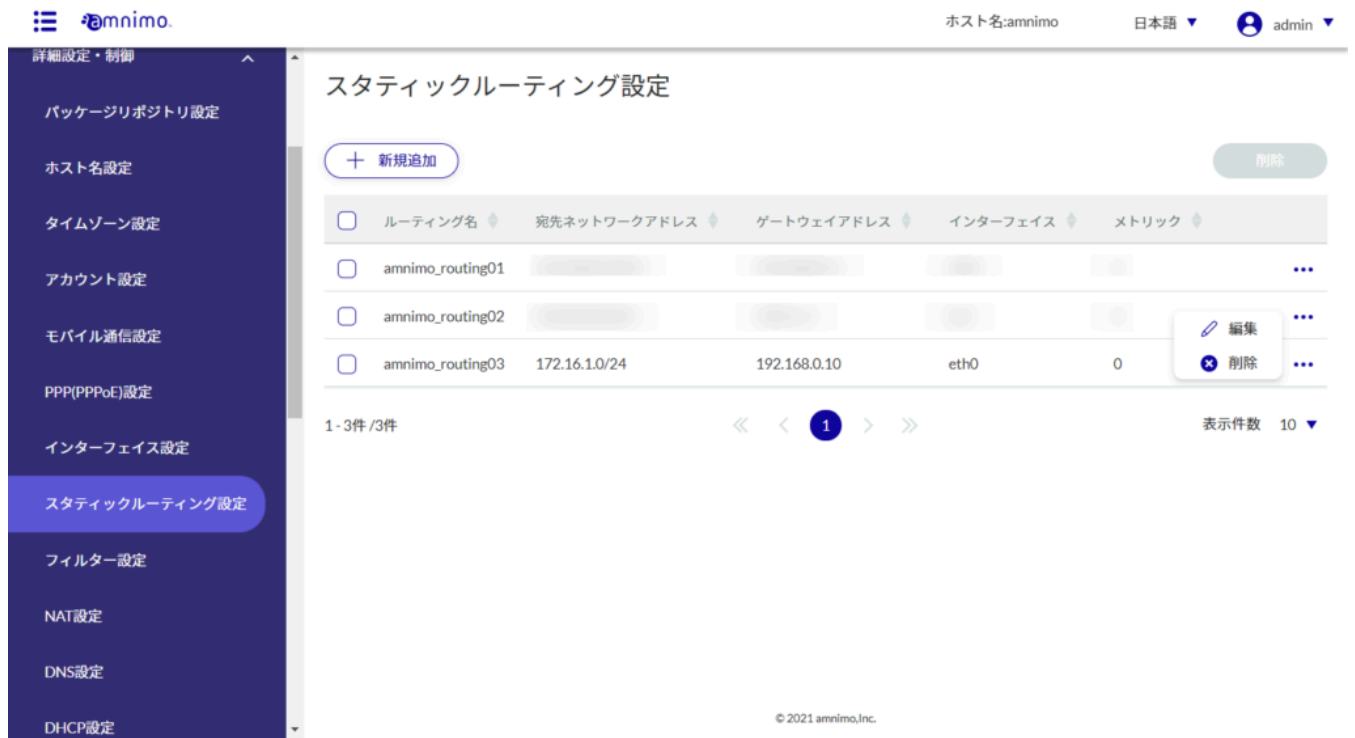 amnimo.
ホスト名:amnimo
日本語 ▼
admin ▼
詳細設定・制御
パッケージリポジトリ設定
ホスト名設定
タイムゾーン設定
アカウント設定
モバイル通信設定
PPP(PPPoE)設定
インターフェイス設定
スタティックルーティング設定
フィルター設定
NAT設定
DNS設定
DHCP設定
スタティックルーティング設定
+ 新規追加
削除
ルーティング名 宛先ネットワークアドレス ゲートウェイアドレス インターフェイス メトリック
amnimo_routing01
amnimo_routing02
amnimo_routing03 172.16.1.0/24 192.168.0.10 eth0 0
編集
削除
1 - 3件 /3件
1
表示件数 10 ▼
© 2021 amnimo,Inc.